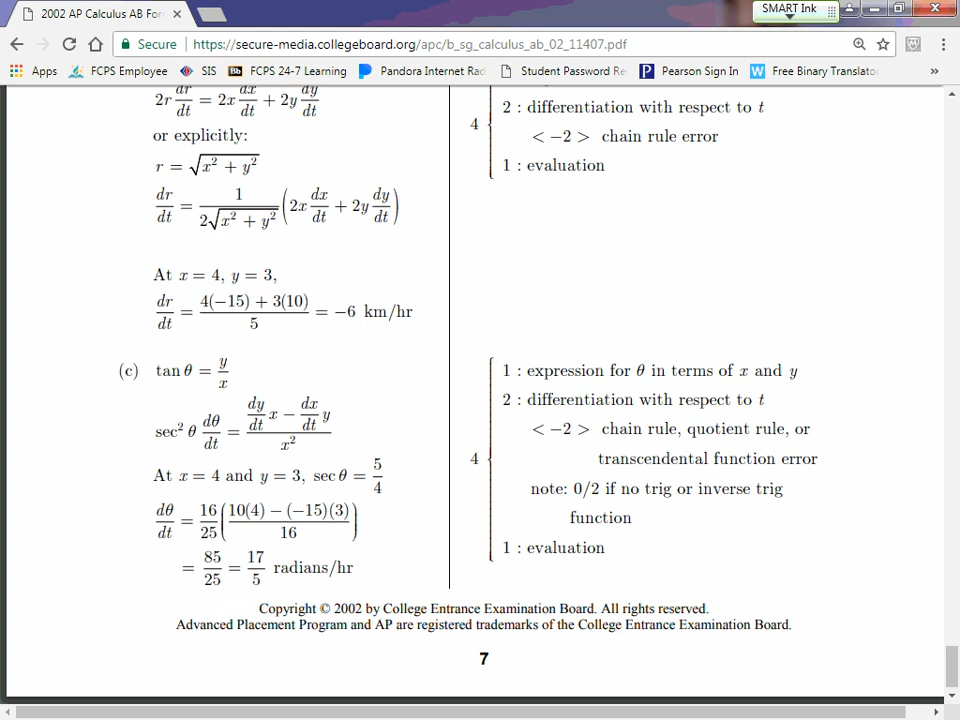 2002 AP Calculus AB For
SMART Ink
Secure https://secure-media.collegeboard.org/apc/b_sg_calculus_ab_02_11407.pdf
Apps FCPS Employee SIS Bb FCPS 24-7 Learning Pandora Internet Rad Student Password Re P Pearson Sign In W Free Binary Translator »
2r dr/dt = 2x dx/dt + 2y dy/dt
or explicitly:
r = √(x² + y²)
dr/dt = 1/(2√(x² + y²)) (2x dx/dt + 2y dy/dt)
At x = 4, y = 3,
dr/dt = (4(−15) + 3(10))/5 = −6 km/hr
4
2 : differentiation with respect to t
< −2 > chain rule error
1 : evaluation
(c) tan θ = y/x
sec² θ dθ/dt = (dy/dt x − dx/dt y)/x²
At x = 4 and y = 3, sec θ = 5/4
dθ/dt = 16/25 ((10(4) − (−15)(3))/16)
= 85/25 = 17/5 radians/hr
4
1 : expression for θ in terms of x and y
2 : differentiation with respect to t
< −2 > chain rule, quotient rule, or
transcendental function error
note: 0/2 if no trig or inverse trig
function
1 : evaluation
Copyright © 2002 by College Entrance Examination Board. All rights reserved.
Advanced Placement Program and AP are registered trademarks of the College Entrance Examination Board.
7